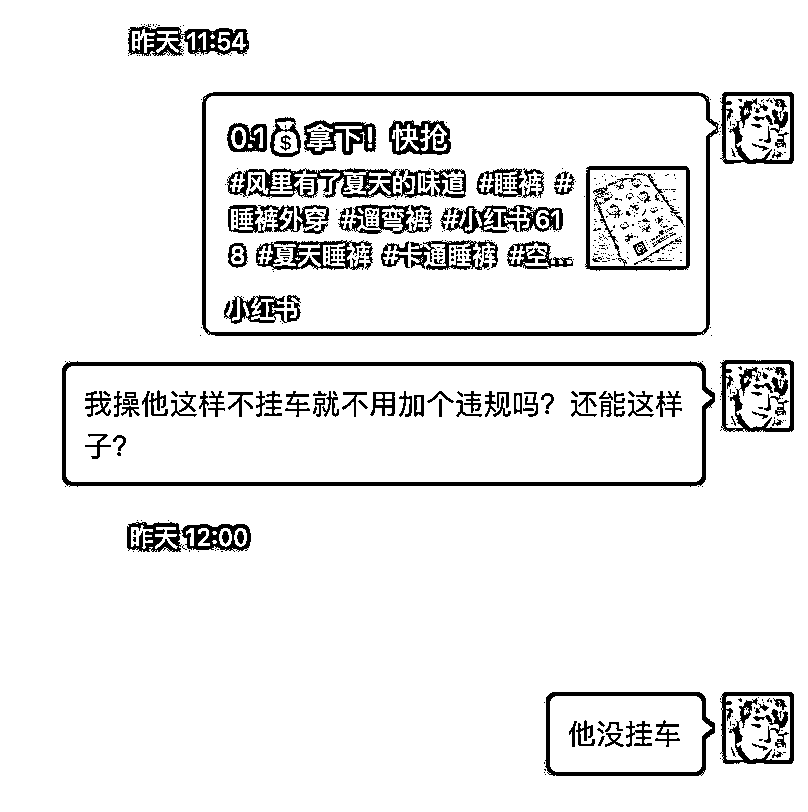 昨天 11:54
0.1💰拿下！快抢
#风里有了夏天的味道 #睡裤 #
睡裤外穿 #遛弯裤 #小红书61
8 #夏天睡裤 #卡通睡裤 #空...
小红书
我操他这样不挂车就不用加个违规吗？还能这样
子？
昨天 12:00
他没挂车